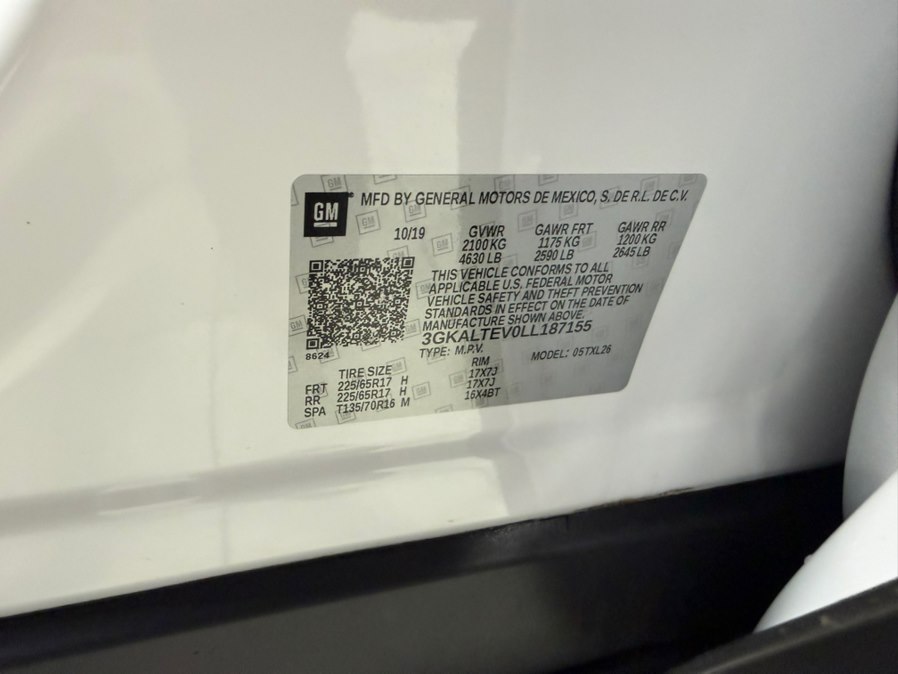 GM® MFD BY GENERAL MOTORS DE MEXICO, S. DE R.L. DE C.V.
10/19 GVWR GAWR FRT GAWR RR
2100 KG 1175 KG 1200 KG
4630 LB 2590 LB 2645 LB
THIS VEHICLE CONFORMS TO ALL
APPLICABLE U.S. FEDERAL MOTOR
VEHICLE SAFETY AND THEFT PREVENTION
STANDARDS IN EFFECT ON THE DATE OF
MANUFACTURE SHOWN ABOVE.
3GKALTEV0LL187155
8624 TYPE: M.P.V. MODEL: 05TXL26
TIRE SIZE RIM
FRT 225/65R17 H 17X7J
RR 225/65R17 H 17X7J
SPA T135/70R16 M 16X4BT